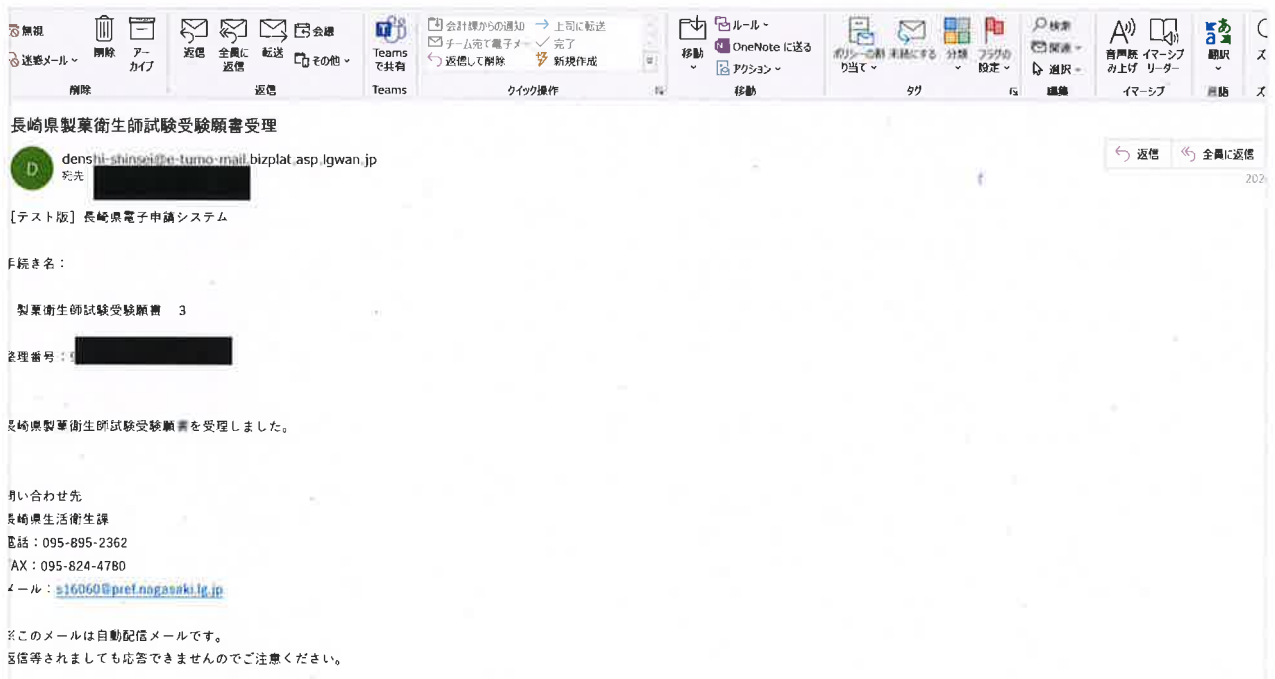 無視
迷惑メール
削除
アー
カイブ
削除
返信
全員に
返信
転送
会議
その他
返信
Teams
で共有
Teams
会計課からの通知
上司に転送
チーム宛て電子メー
完了
返信して削除
新規作成
クイック操作
移動
ルール
OneNote に送る
アクション
移動
ポリシーの割
り当て
未読にする
分類
フラグの
設定
タグ
検索
関連
選択
編集
音声読
み上げ
イマーシブ
リーダー
イマーシブ
翻訳
言語
ズ
ズ
長崎県製菓衛生師試験受験願書受理
D
denshi-shinsei@e-tumo-mail.bizplat.asp.lgwan.jp
宛先
返信
全員に返信
202
[テスト版] 長崎県電子申請システム
手続き名：
製菓衛生師試験受験願書 3
整理番号：
長崎県製菓衛生師試験受験願書を受理しました。
問い合わせ先
長崎県生活衛生課
電話：095-895-2362
FAX：095-824-4780
メール：s16060@pref.nagasaki.lg.jp
※このメールは自動配信メールです。
返信等されましても応答できませんのでご注意ください。